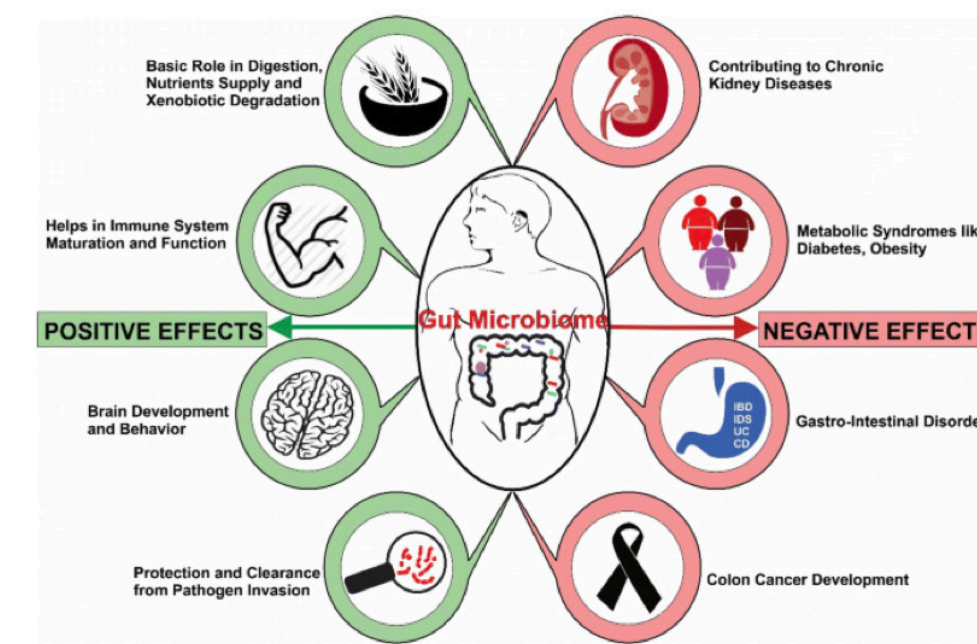 Basic Role in Digestion,
Nutrients Supply and
Xenobiotic Degradation
Contributing to Chronic
Kidney Diseases
Helps in Immune System
Maturation and Function
Metabolic Syndromes lik
Diabetes, Obesity
POSITIVE EFFECTS
Gut Microbiome
NEGATIVE EFFECT
Brain Development
and Behavior
IBD
IDS
UC
CD
Gastro-Intestinal Disorde
Protection and Clearance
from Pathogen Invasion
Colon Cancer Development